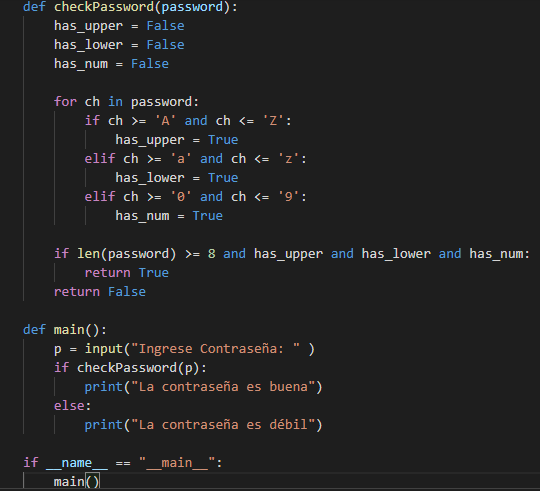 def checkPassword(password):
    has_upper = False
    has_lower = False
    has_num = False

    for ch in password:
        if ch >= 'A' and ch <= 'Z':
            has_upper = True
        elif ch >= 'a' and ch <= 'z':
            has_lower = True
        elif ch >= '0' and ch <= '9':
            has_num = True

    if len(password) >= 8 and has_upper and has_lower and has_num:
        return True
    return False

def main():
    p = input("Ingrese Contraseña: " )
    if checkPassword(p):
        print("La contraseña es buena")
    else:
        print("La contraseña es débil")

if __name__ == "__main__":
    main()